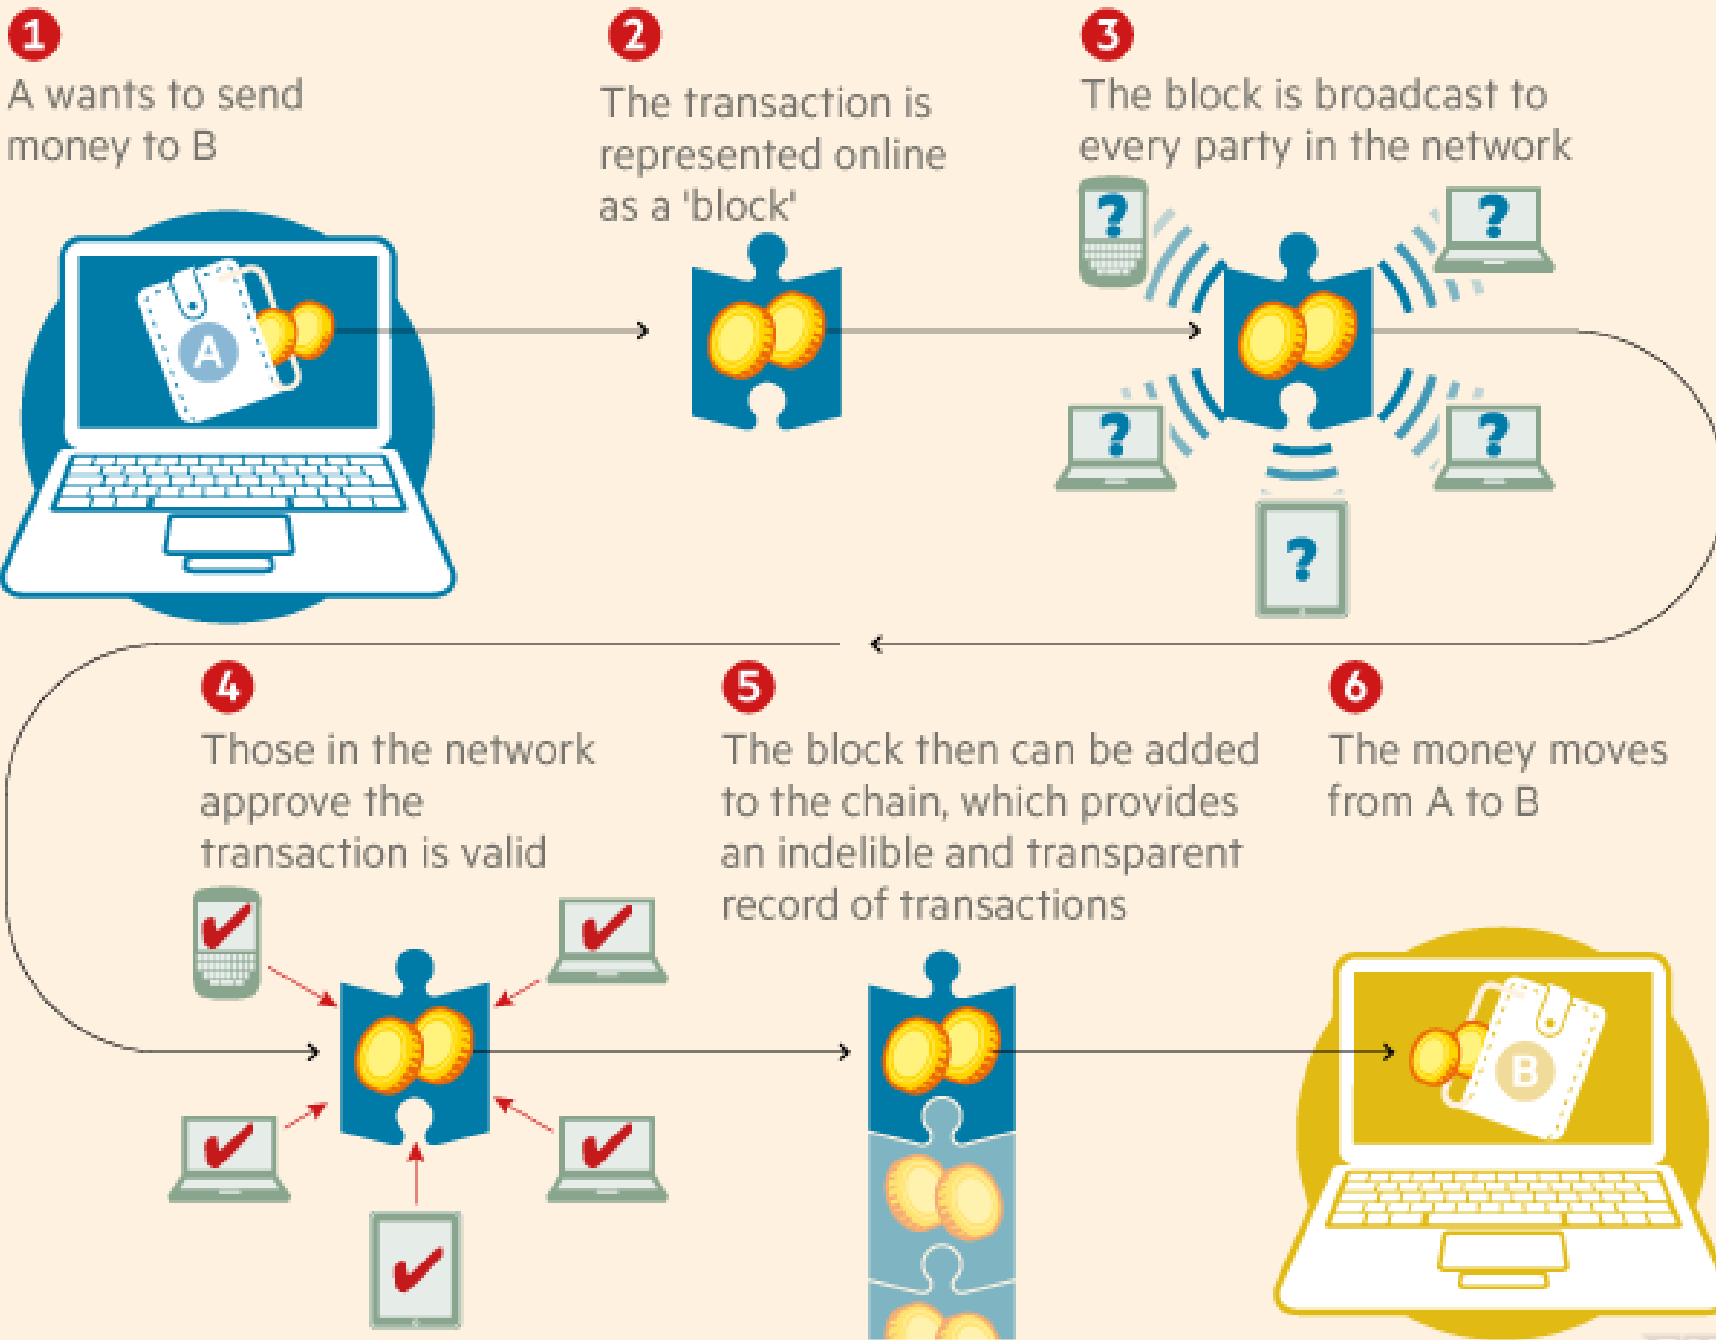 1
A wants to send
money to B
2
The transaction is
represented online
as a 'block'
3
The block is broadcast to
every party in the network
?
?
?
?
?
A
4
Those in the network
approve the
transaction is valid
5
The block then can be added
to the chain, which provides
an indelible and transparent
record of transactions
6
The money moves
from A to B
B